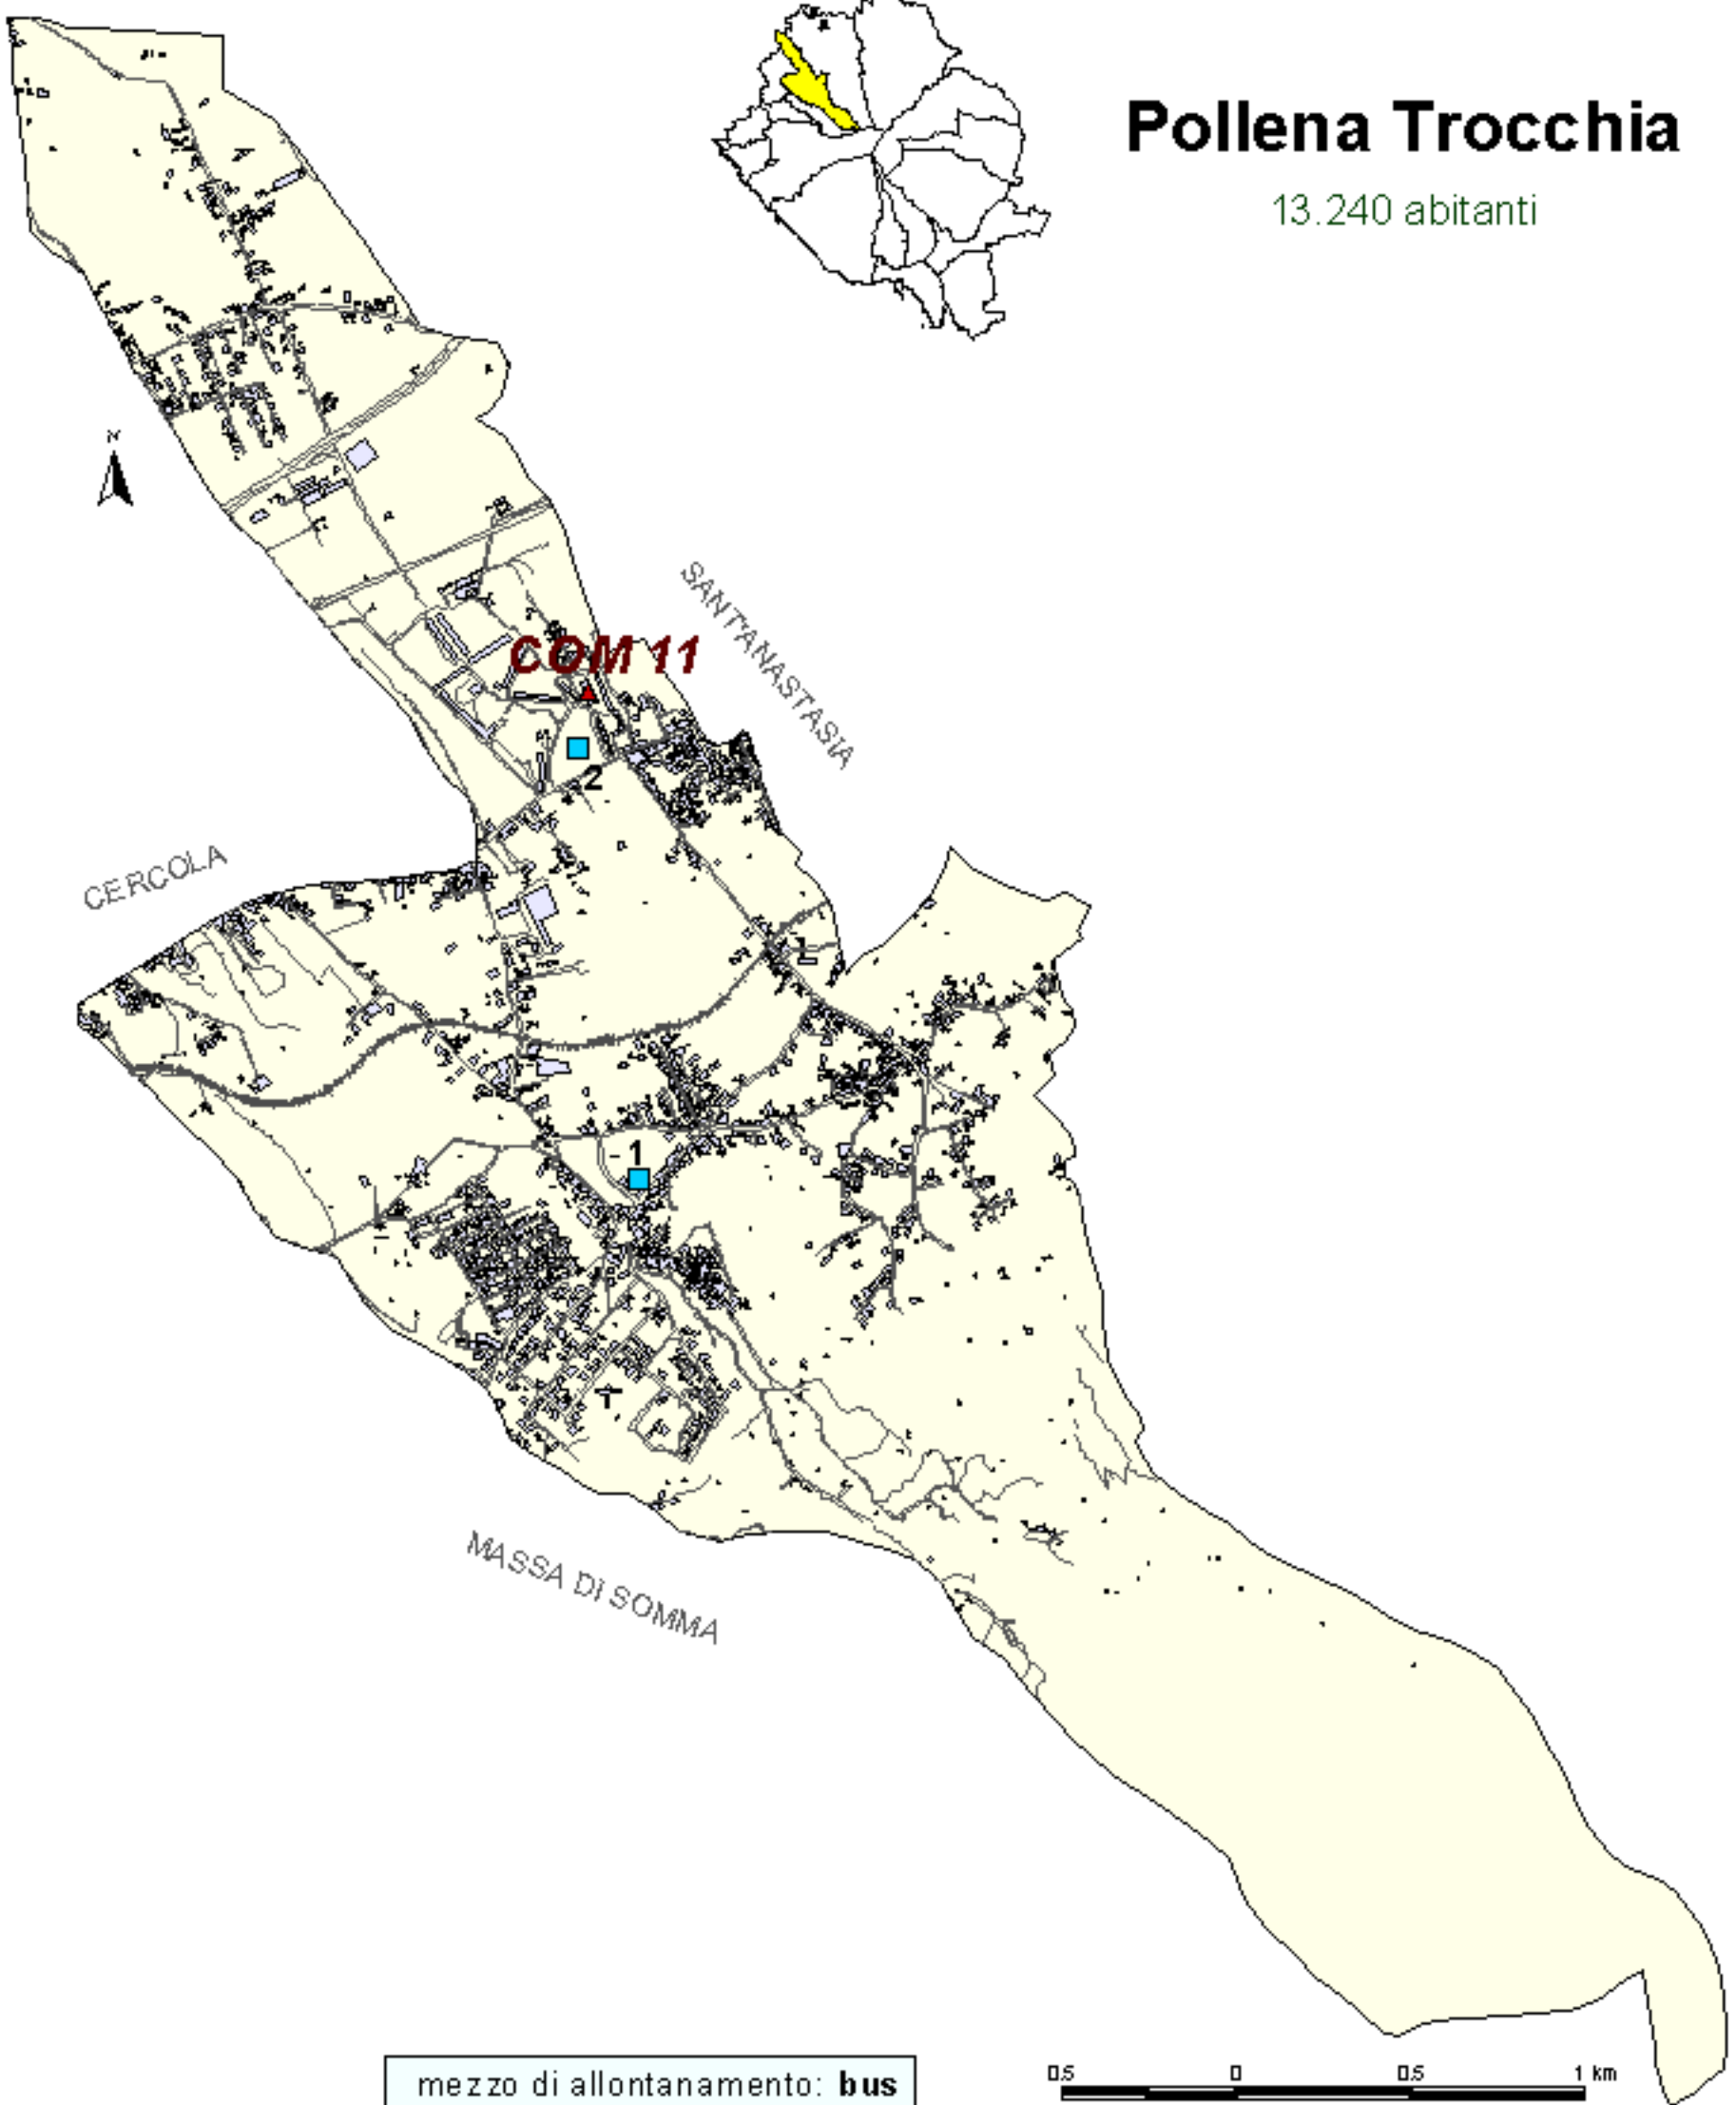 Pollena Trocchia
13.240 abitanti
N
SANT'ANASTASIA
COM 11
2
CERCOLA
1
MASSA DI SOMMA
mezzo di allontanamento: bus
0.5 0 0.5 1 km